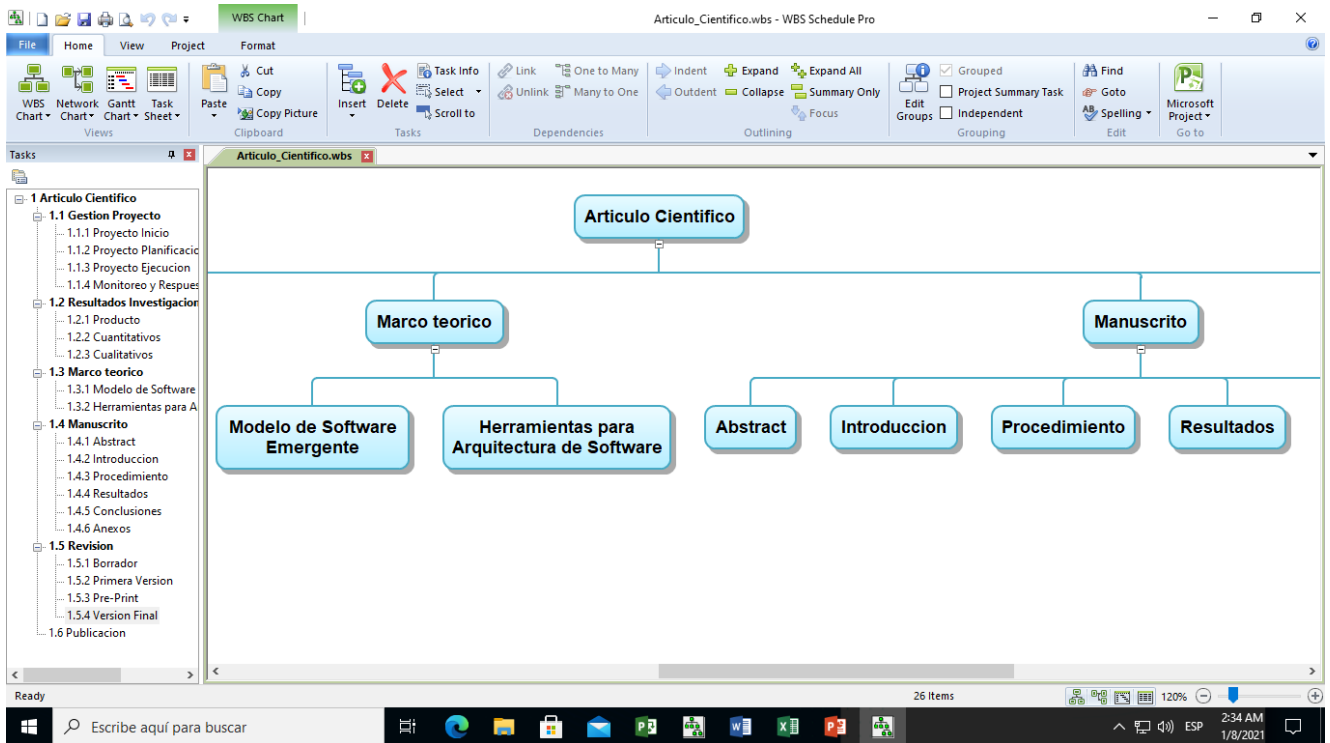 WBS Chart
Articulo_Cientifico.wbs - WBS Schedule Pro
File Home View Project Format
WBS Chart
Network Chart
Gantt Chart
Task Sheet
Views
Paste
Cut
Copy
Copy Picture
Clipboard
Insert
Delete
Task Info
Select
Scroll to
Tasks
Link
Unlink
One to Many
Many to One
Dependencies
Indent
Outdent
Expand
Collapse
Expand All
Summary Only
Focus
Outlining
Edit Groups
Grouped
Project Summary Task
Independent
Grouping
Find
Goto
Spelling
Edit
Microsoft Project
Go to
Tasks
Articulo_Cientifico.wbs
1 Articulo Cientifico
1.1 Gestion Proyecto
1.1.1 Proyecto Inicio
1.1.2 Proyecto Planificacio
1.1.3 Proyecto Ejecucion
1.1.4 Monitoreo y Respues
1.2 Resultados Investigacion
1.2.1 Producto
1.2.2 Cuantitativos
1.2.3 Cualitativos
1.3 Marco teorico
1.3.1 Modelo de Software
1.3.2 Herramientas para A
1.4 Manuscrito
1.4.1 Abstract
1.4.2 Introduccion
1.4.3 Procedimiento
1.4.4 Resultados
1.4.5 Conclusiones
1.4.6 Anexos
1.5 Revision
1.5.1 Borrador
1.5.2 Primera Version
1.5.3 Pre-Print
1.5.4 Version Final
1.6 Publicacion
Articulo Cientifico
Marco teorico
Manuscrito
Modelo de Software
Emergente
Herramientas para
Arquitectura de Software
Abstract
Introduccion
Procedimiento
Resultados
Ready
26 Items
120%
Escribe aquí para buscar
ESP
2:34 AM
1/8/2021